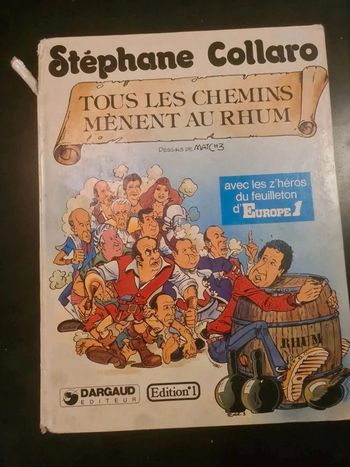 Stéphane Collaro
TOUS LES CHEMINS
MÈNENT AU RHUM
DESSINS DE MATCH3
avec les z'héros
du feuilleton
d'EUROPE 1
RHUM
DARGAUD
EDITEUR
Edition°1